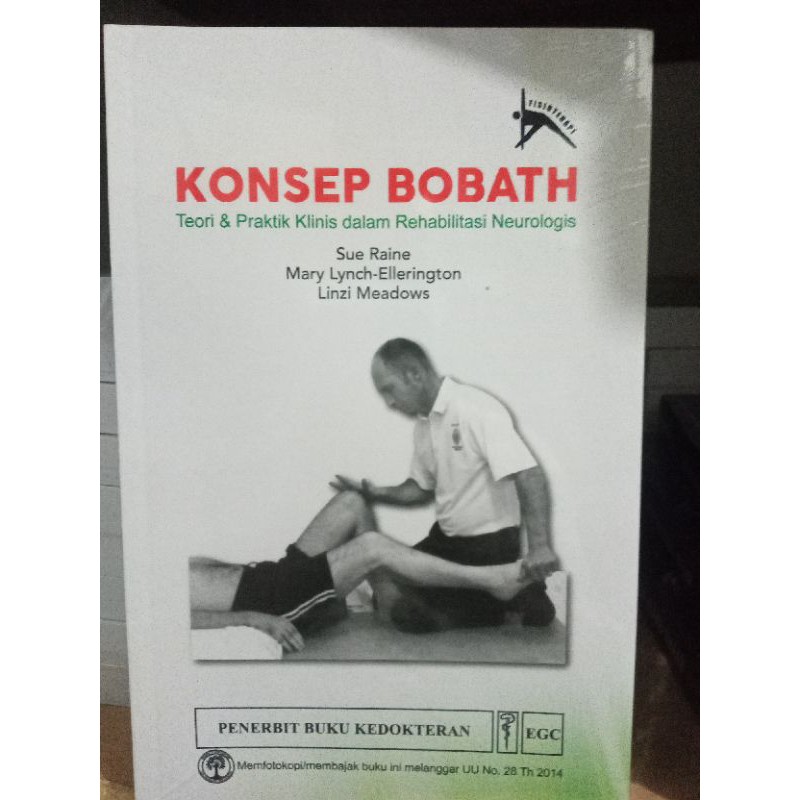 FISIOTERAPI
KONSEP BOBATH
Teori & Praktik Klinis dalam Rehabilitasi Neurologis
Sue Raine
Mary Lynch-Ellerington
Linzi Meadows
PENERBIT BUKU KEDOKTERAN EGC
Memfotokopi/membajak buku ini melanggar UU No. 28 Th 2014